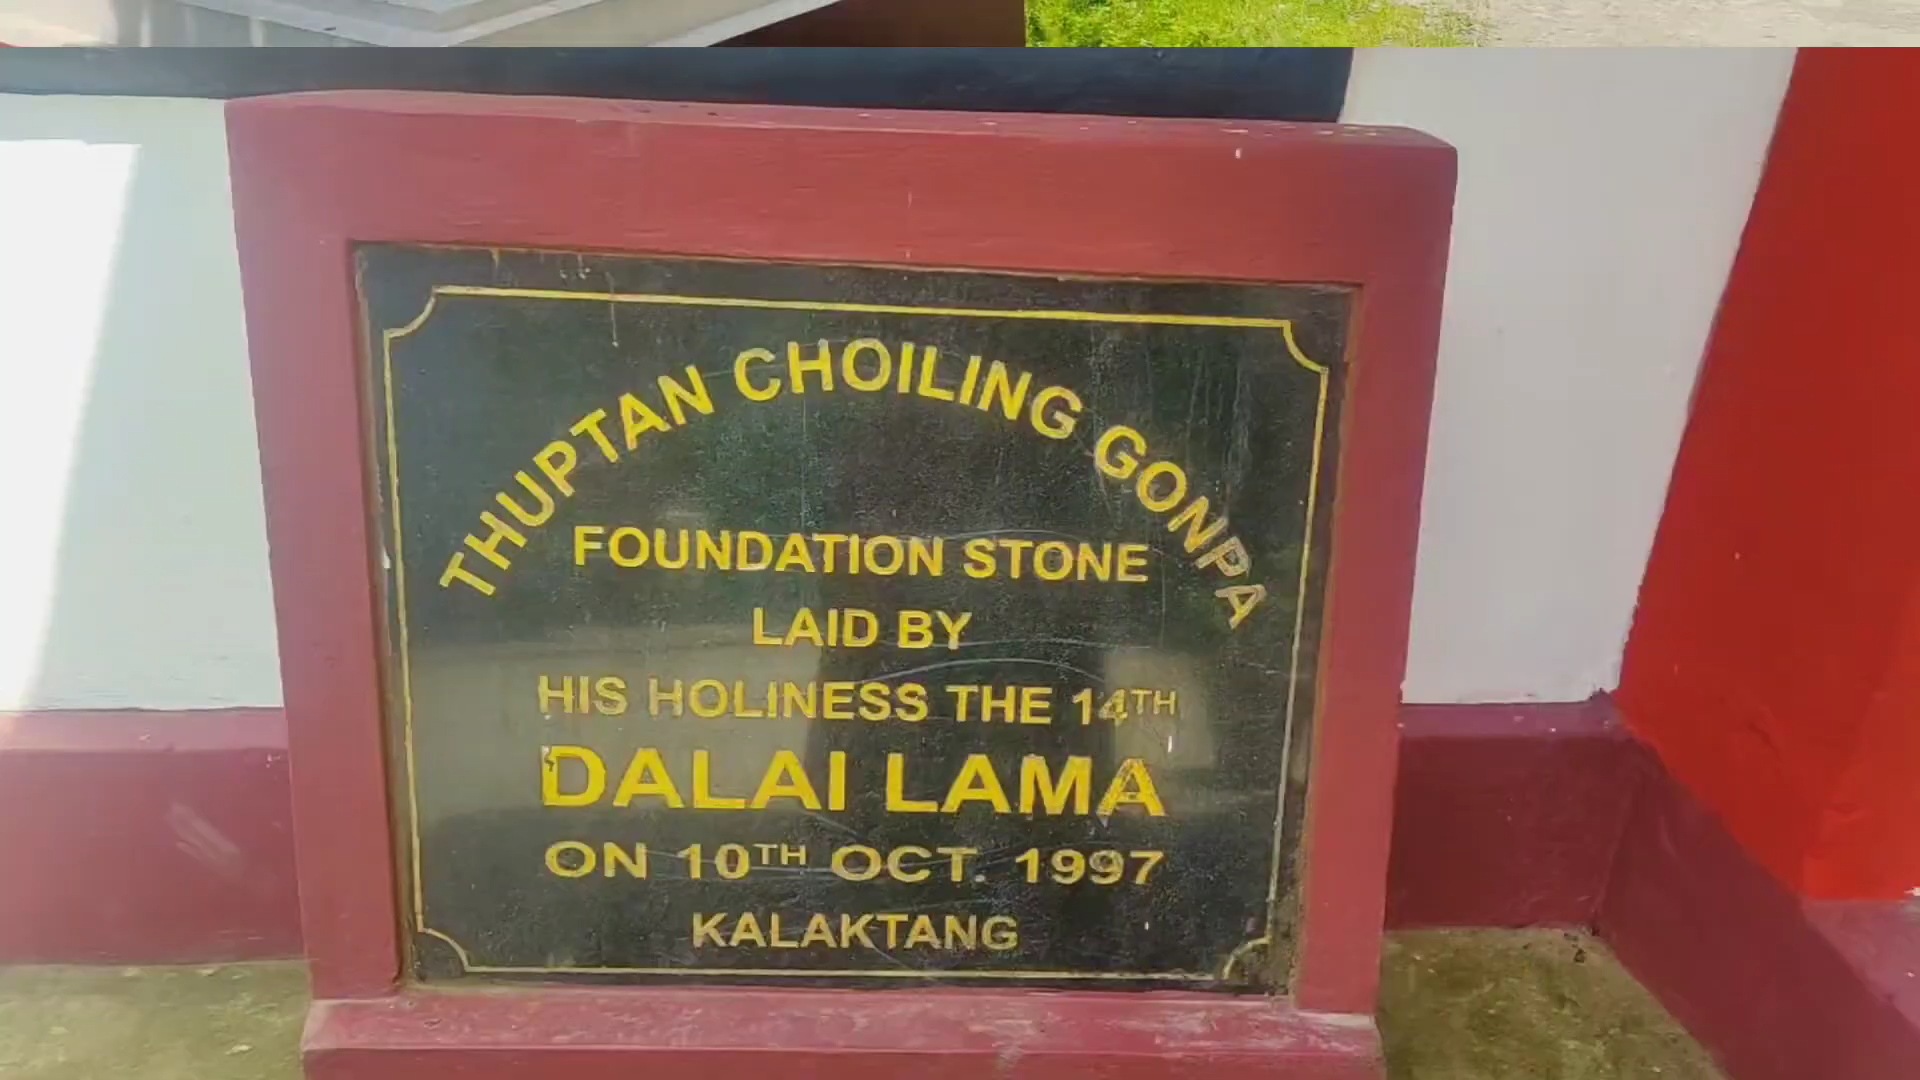 THUPTAN CHOILING GONPA
FOUNDATION STONE
LAID BY
HIS HOLINESS THE 14TH
DALAI LAMA
ON 10TH OCT. 1997
KALAKTANG